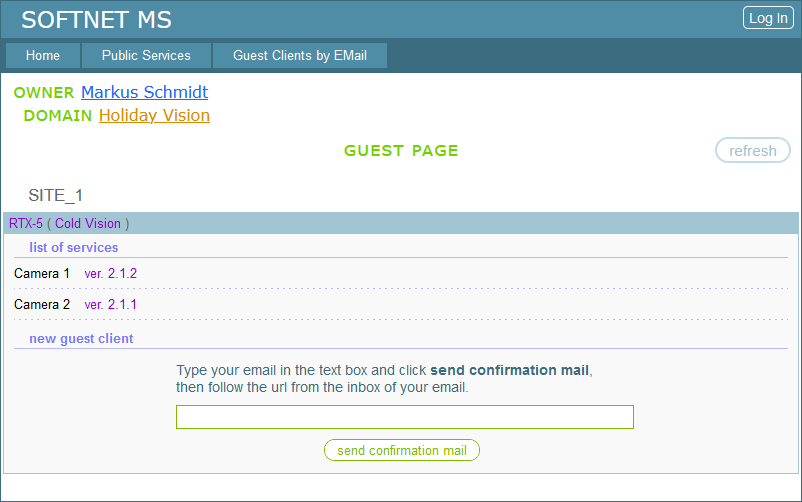 SOFTNET MS
Log In
Home Public Services Guest Clients by EMail
OWNER Markus Schmidt
DOMAIN Holiday Vision
GUEST PAGE
refresh
SITE_1
RTX-5 ( Cold Vision )
list of services
Camera 1 ver. 2.1.2
Camera 2 ver. 2.1.1
new guest client
Type your email in the text box and click send confirmation mail,
then follow the url from the inbox of your email.
send confirmation mail